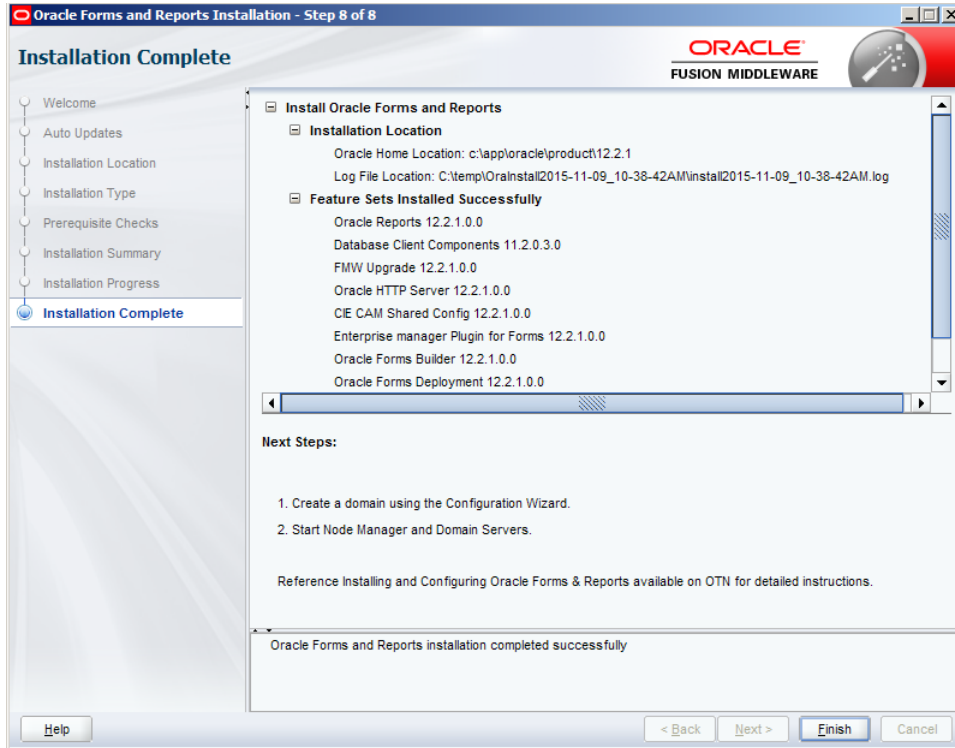 Oracle Forms and Reports Installation - Step 8 of 8
Installation Complete
ORACLE
FUSION MIDDLEWARE
Welcome
Auto Updates
Installation Location
Installation Type
Prerequisite Checks
Installation Summary
Installation Progress
Installation Complete
Install Oracle Forms and Reports
Installation Location
Oracle Home Location: c:\app\oracle\product\12.2.1
Log File Location: C:\temp\OraInstall2015-11-09_10-38-42AM\install2015-11-09_10-38-42AM.log
Feature Sets Installed Successfully
Oracle Reports 12.2.1.0.0
Database Client Components 11.2.0.3.0
FMW Upgrade 12.2.1.0.0
Oracle HTTP Server 12.2.1.0.0
CIE CAM Shared Config 12.2.1.0.0
Enterprise manager Plugin for Forms 12.2.1.0.0
Oracle Forms Builder 12.2.1.0.0
Oracle Forms Deployment 12.2.1.0.0
Next Steps:
1. Create a domain using the Configuration Wizard.
2. Start Node Manager and Domain Servers.
Reference Installing and Configuring Oracle Forms & Reports available on OTN for detailed instructions.
Oracle Forms and Reports installation completed successfully
Help
< Back
Next >
Finish
Cancel